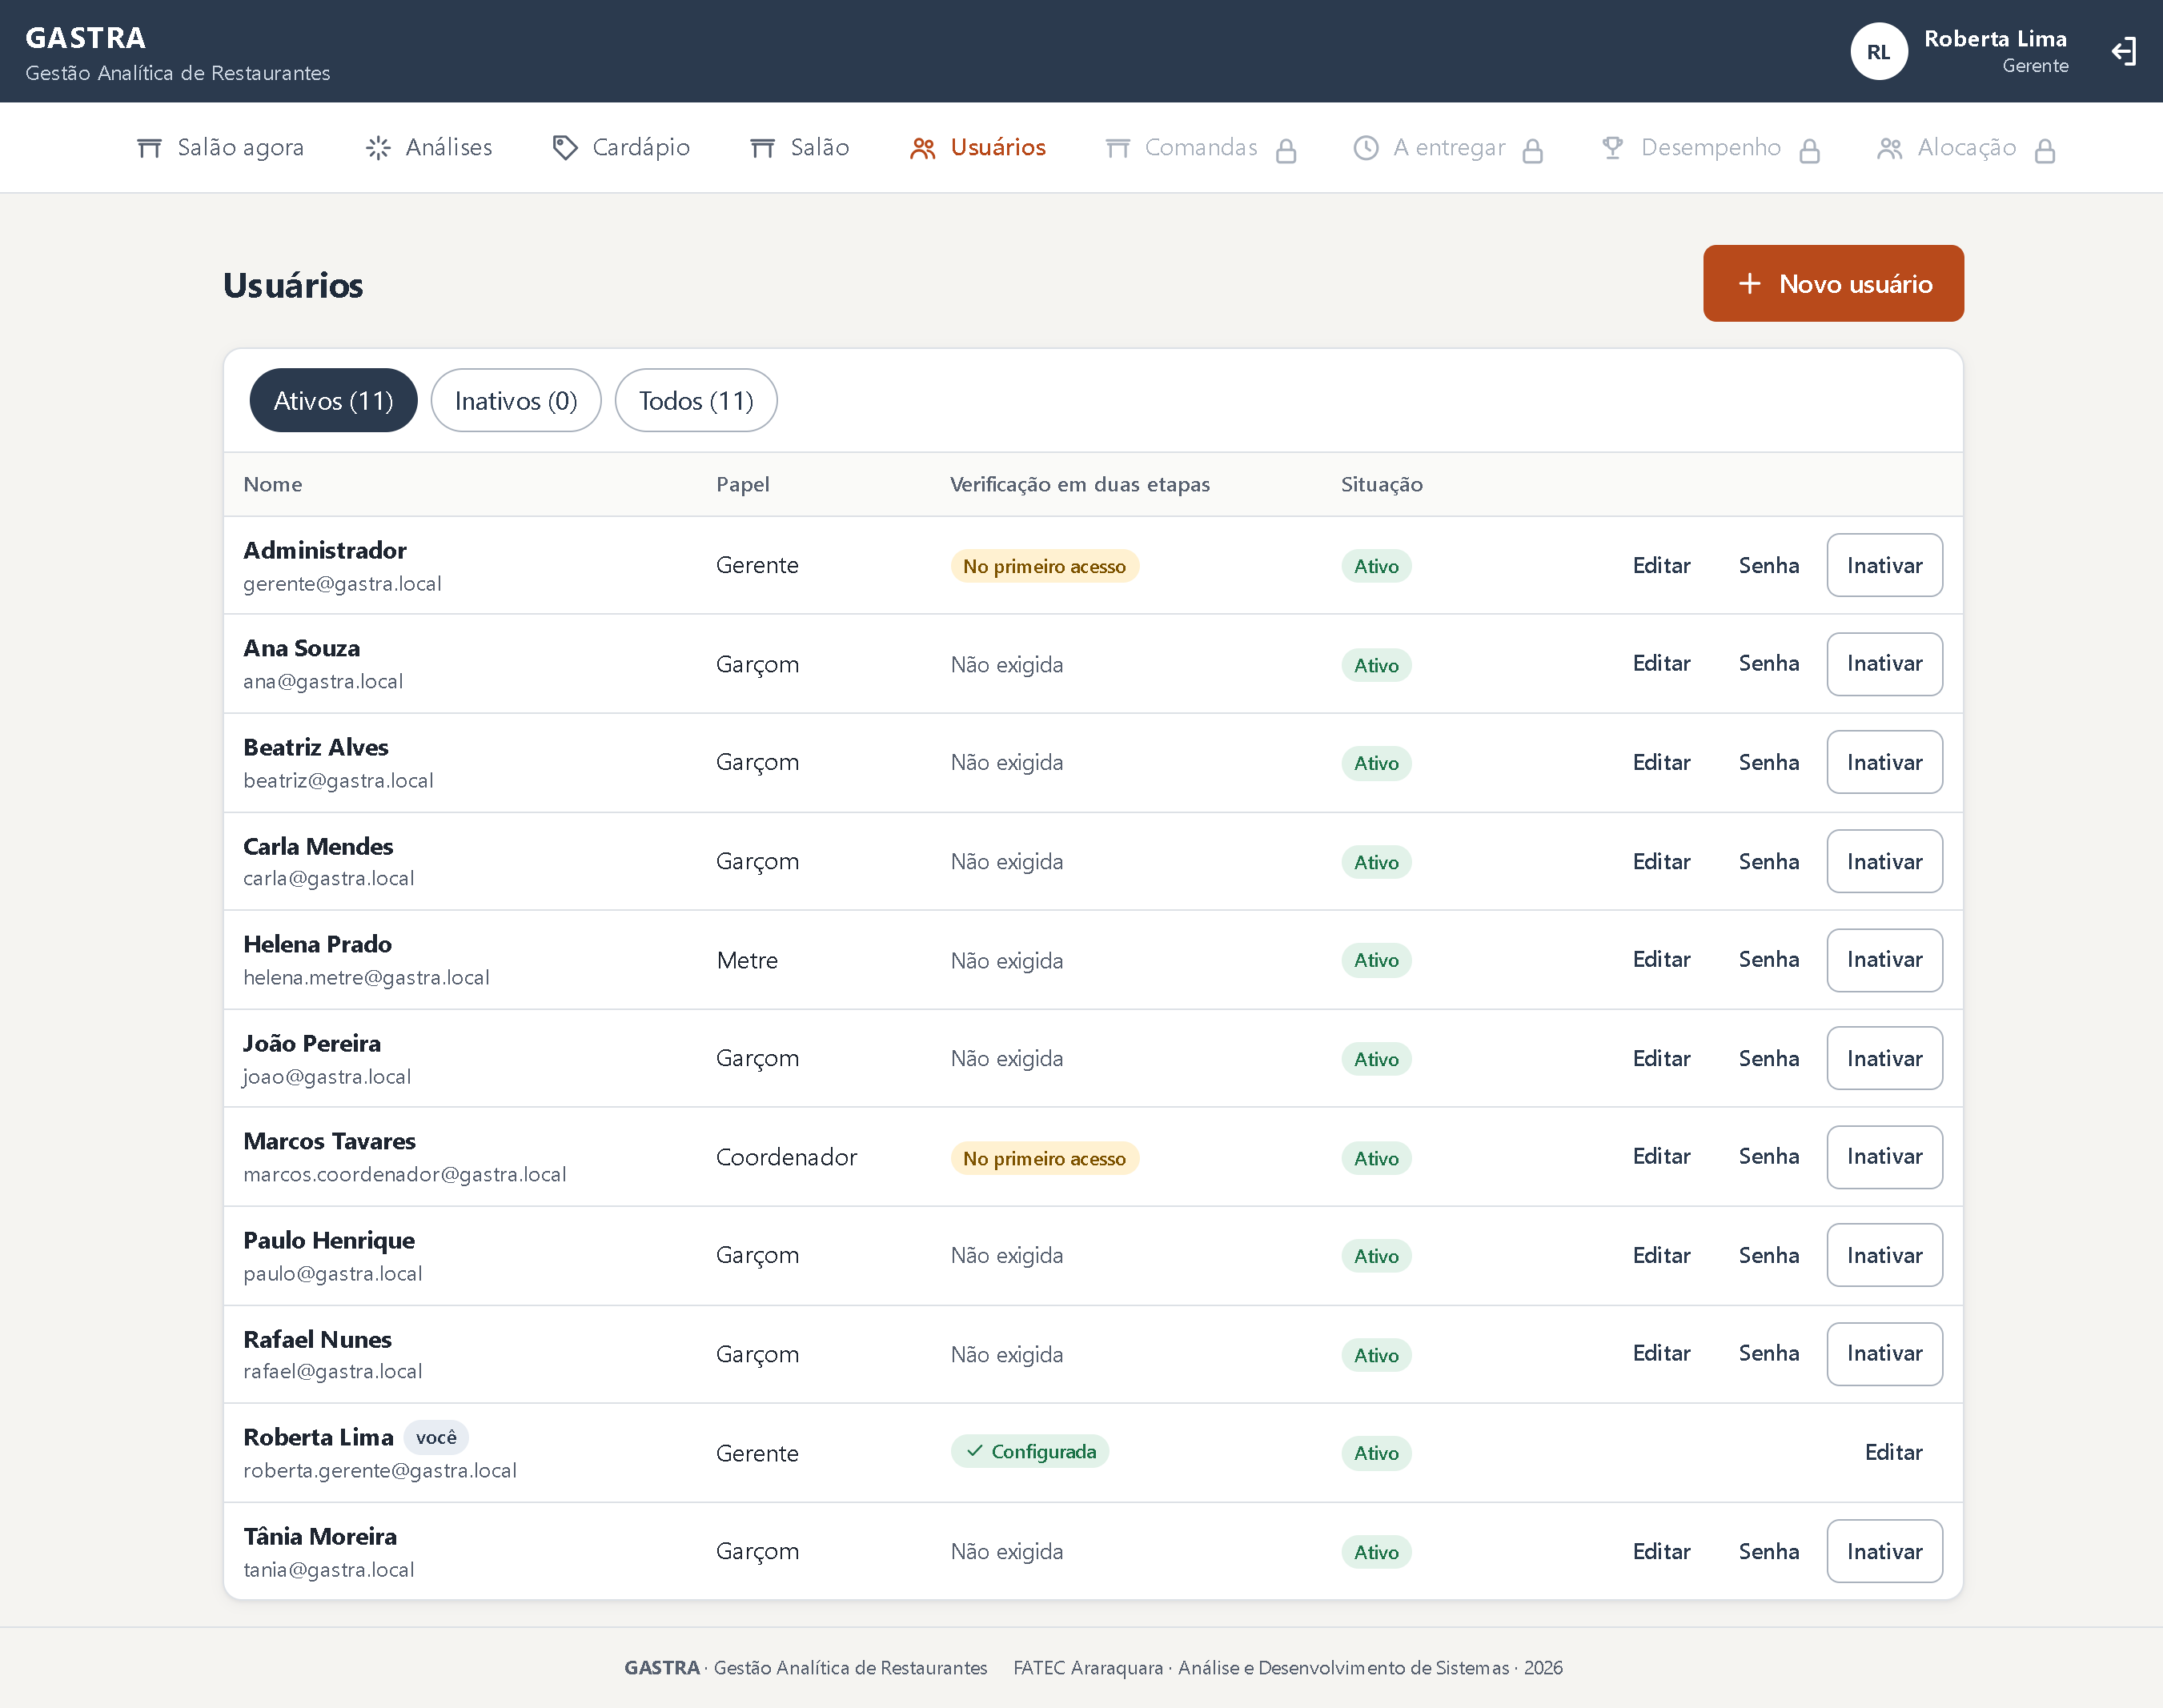 GASTRA
Gestão Analítica de Restaurantes
RL
Roberta Lima
Gerente
Salão agora
Análises
Cardápio
Salão
Usuários
Comandas
A entregar
Desempenho
Alocação
Usuários
+ Novo usuário
Ativos (11)
Inativos (0)
Todos (11)
Nome Papel Verificação em duas etapas Situação
Administrador
gerente@gastra.local
Gerente
No primeiro acesso
Ativo
Editar Senha Inativar
Ana Souza
ana@gastra.local
Garçom
Não exigida
Ativo
Editar Senha Inativar
Beatriz Alves
beatriz@gastra.local
Garçom
Não exigida
Ativo
Editar Senha Inativar
Carla Mendes
carla@gastra.local
Garçom
Não exigida
Ativo
Editar Senha Inativar
Helena Prado
helena.metre@gastra.local
Metre
Não exigida
Ativo
Editar Senha Inativar
João Pereira
joao@gastra.local
Garçom
Não exigida
Ativo
Editar Senha Inativar
Marcos Tavares
marcos.coordenador@gastra.local
Coordenador
No primeiro acesso
Ativo
Editar Senha Inativar
Paulo Henrique
paulo@gastra.local
Garçom
Não exigida
Ativo
Editar Senha Inativar
Rafael Nunes
rafael@gastra.local
Garçom
Não exigida
Ativo
Editar Senha Inativar
Roberta Lima você
roberta.gerente@gastra.local
Gerente
✓ Configurada
Ativo
Editar
Tânia Moreira
tania@gastra.local
Garçom
Não exigida
Ativo
Editar Senha Inativar
GASTRA · Gestão Analítica de Restaurantes FATEC Araraquara · Análise e Desenvolvimento de Sistemas · 2026